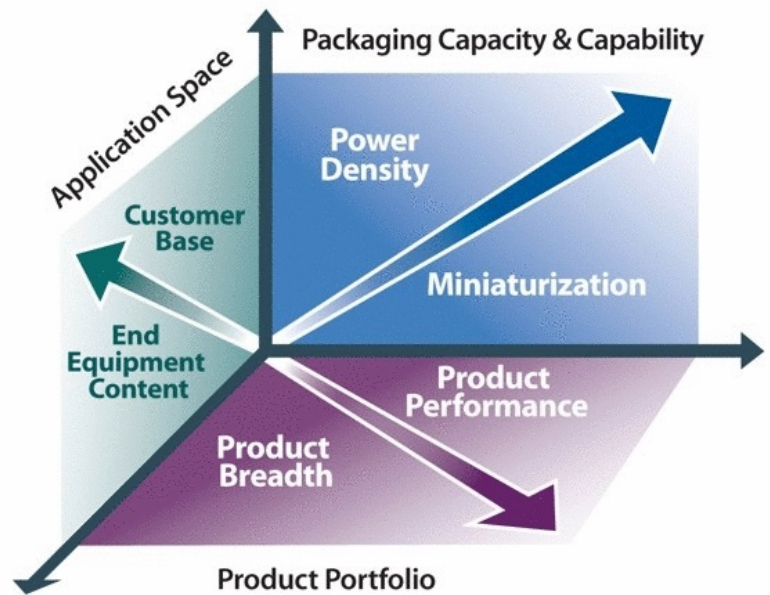 Packaging Capacity & Capability
Application Space
Power
Density
Customer
Base
Miniaturization
End
Equipment
Content
Product
Performance
Product
Breadth
Product Portfolio